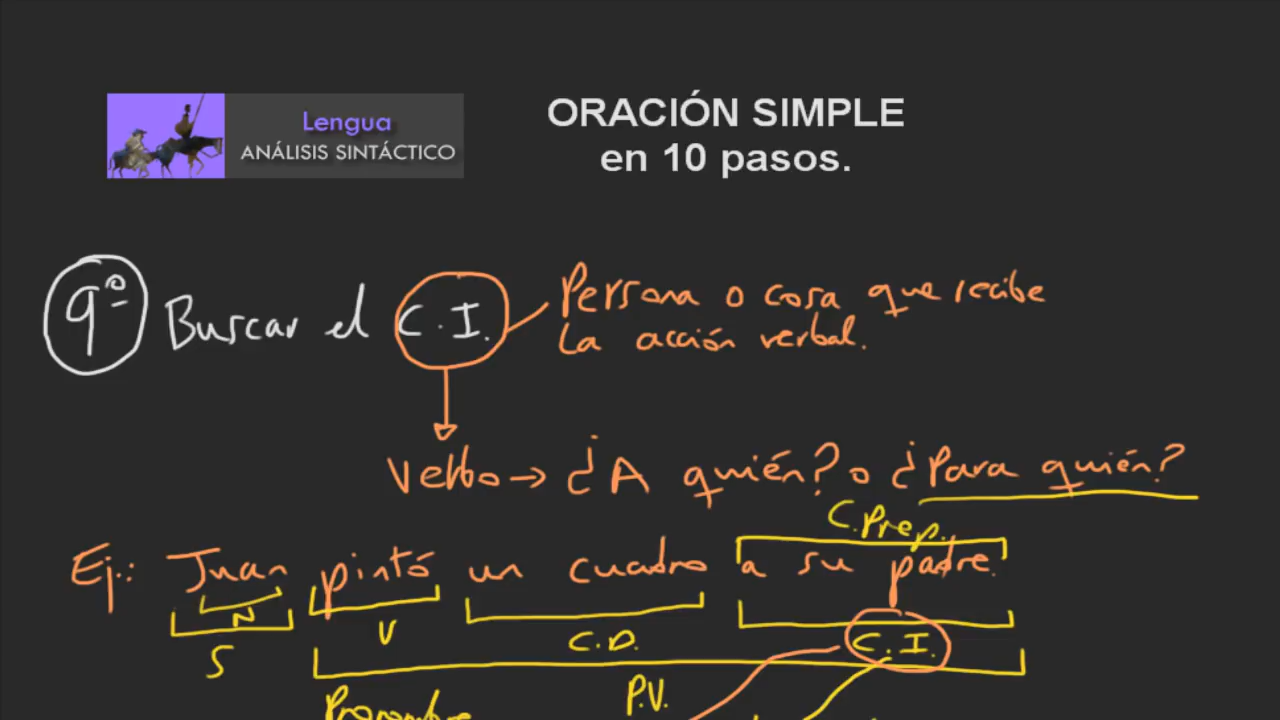 Lengua
ANÁLISIS SINTÁCTICO
ORACIÓN SIMPLE
en 10 pasos.
9º Buscar el C.I.
Persona o cosa que recibe
la acción verbal.
Verbo → ¿A quién? o ¿Para quién?
C.Prep.
Ej.: Juan pintó un cuadro a su padre.
N
V
C.D.
C.I.
S
P.V.
Pronombre